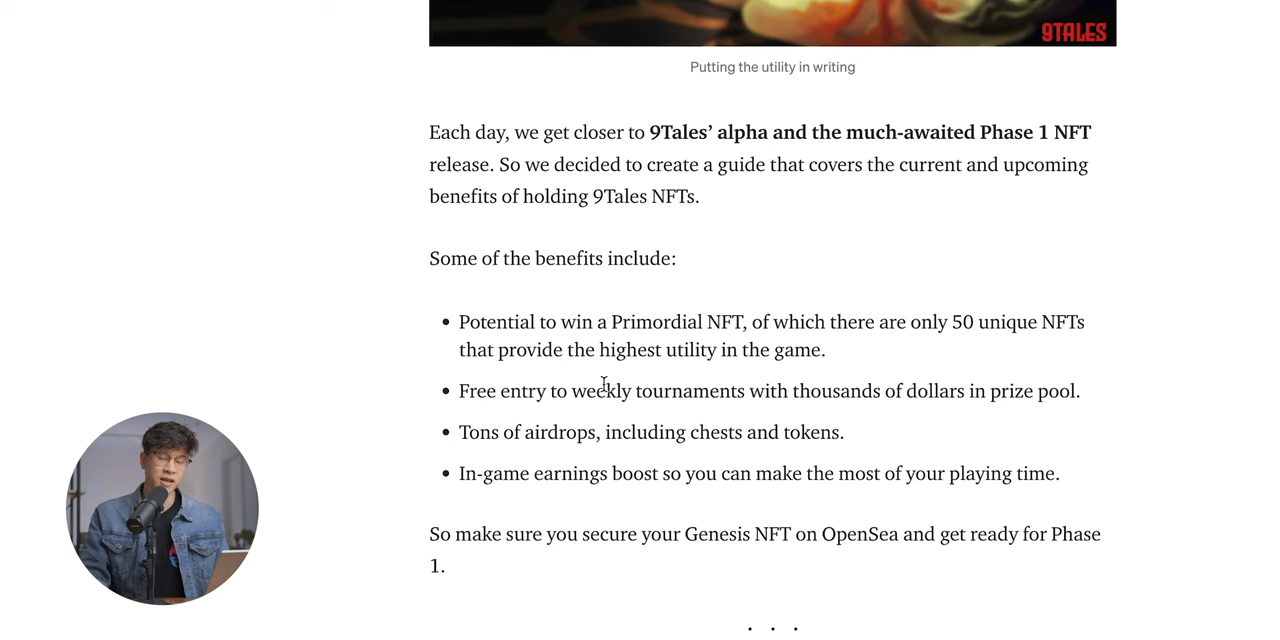 9TALES
Putting the utility in writing
Each day, we get closer to 9Tales’ alpha and the much-awaited Phase 1 NFT
release. So we decided to create a guide that covers the current and upcoming
benefits of holding 9Tales NFTs.
Some of the benefits include:
• Potential to win a Primordial NFT, of which there are only 50 unique NFTs
that provide the highest utility in the game.
• Free entry to weekly tournaments with thousands of dollars in prize pool.
• Tons of airdrops, including chests and tokens.
• In-game earnings boost so you can make the most of your playing time.
So make sure you secure your Genesis NFT on OpenSea and get ready for Phase
1.
. . .